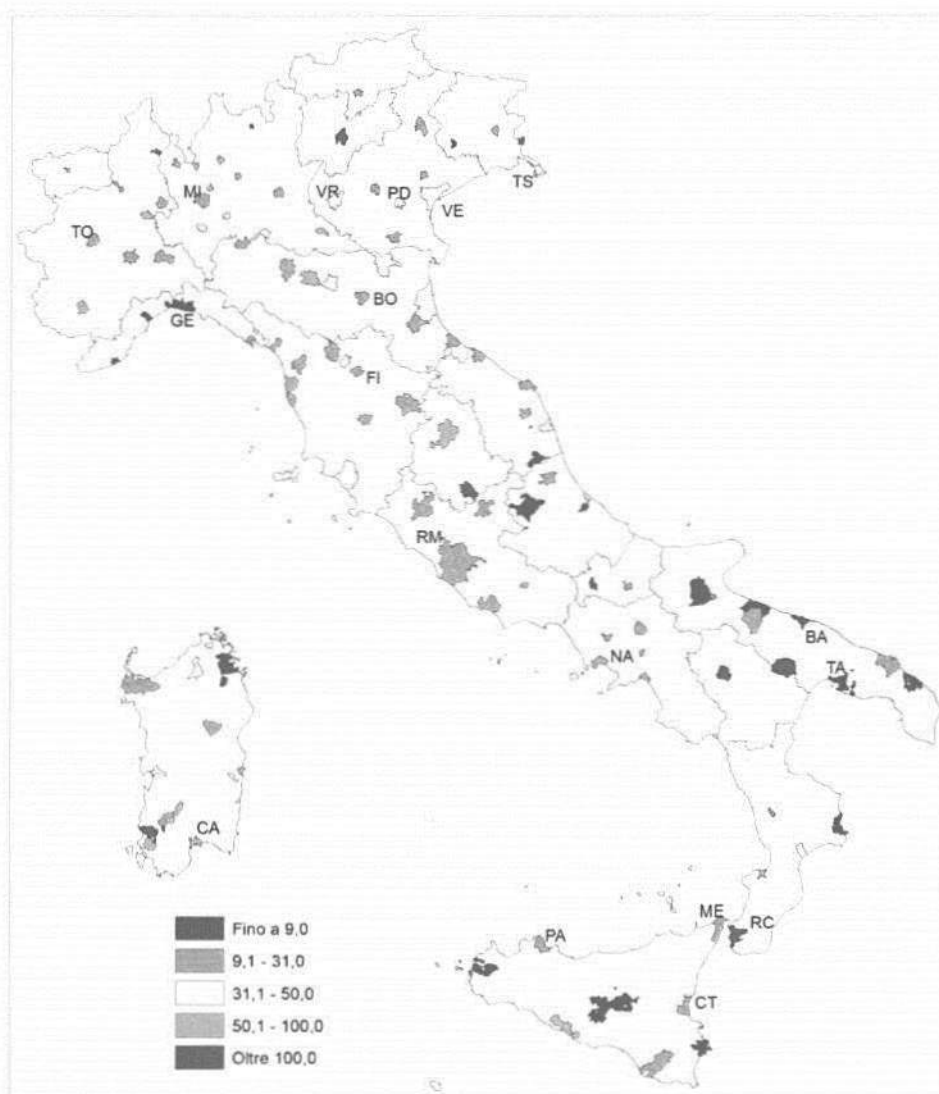 TS
MI
VR
PD
VE
TO
BO
GE
FI
RM
BA
NA
TA
CA
ME
RC
PA
CT
Fino a 9,0
9,1 - 31,0
31,1 - 50,0
50,1 - 100,0
Oltre 100,0